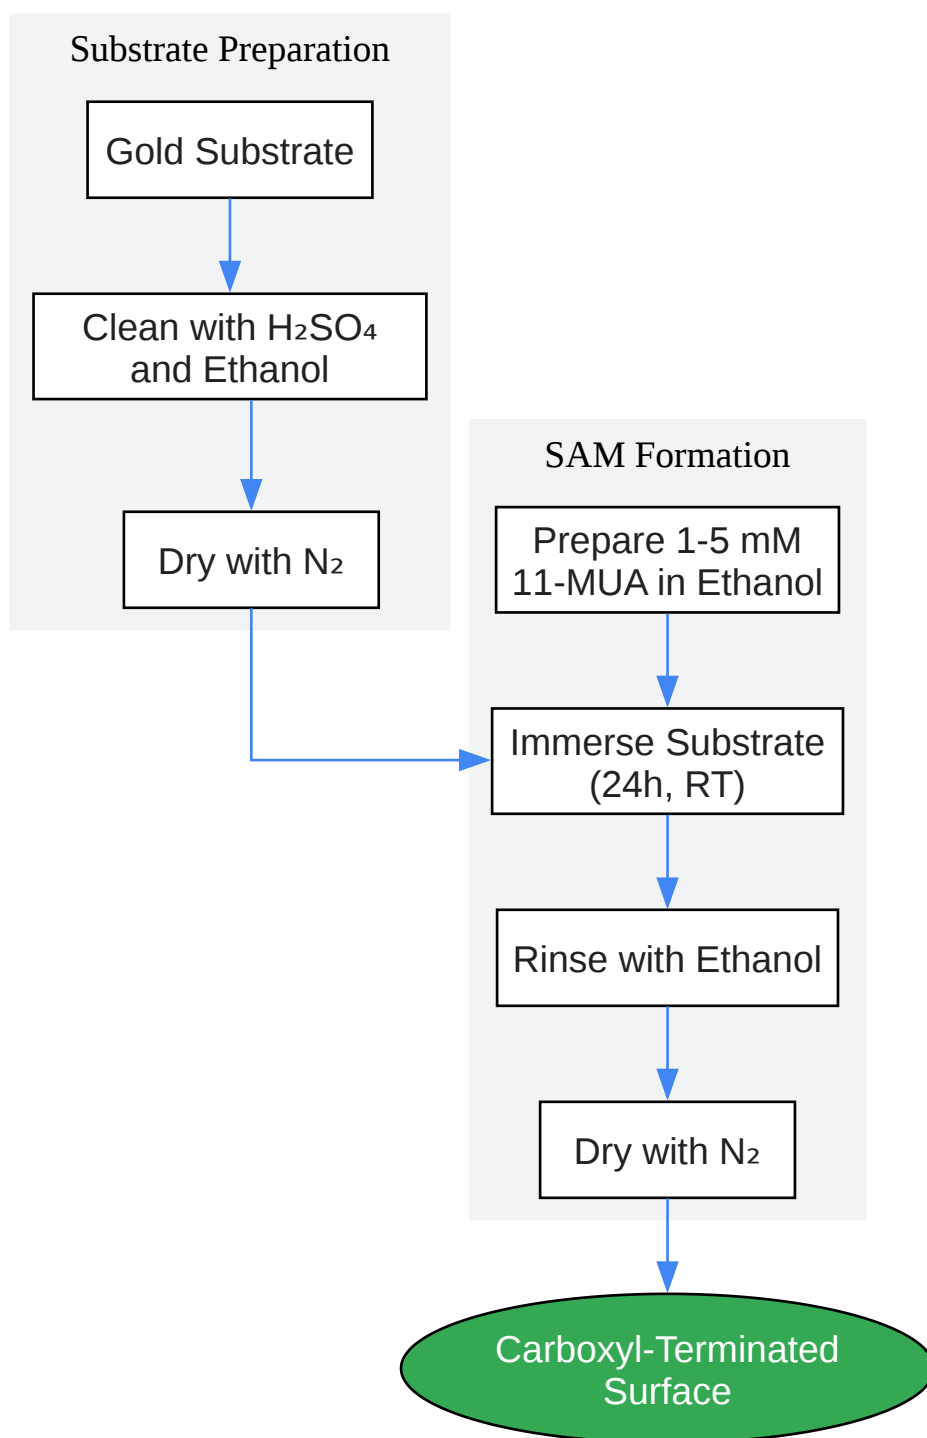 Substrate Preparation
Gold Substrate
Clean with H₂SO₄
and Ethanol
Dry with N₂
SAM Formation
Prepare 1-5 mM
11-MUA in Ethanol
Immerse Substrate
(24h, RT)
Rinse with Ethanol
Dry with N₂
Carboxyl-Terminated
Surface